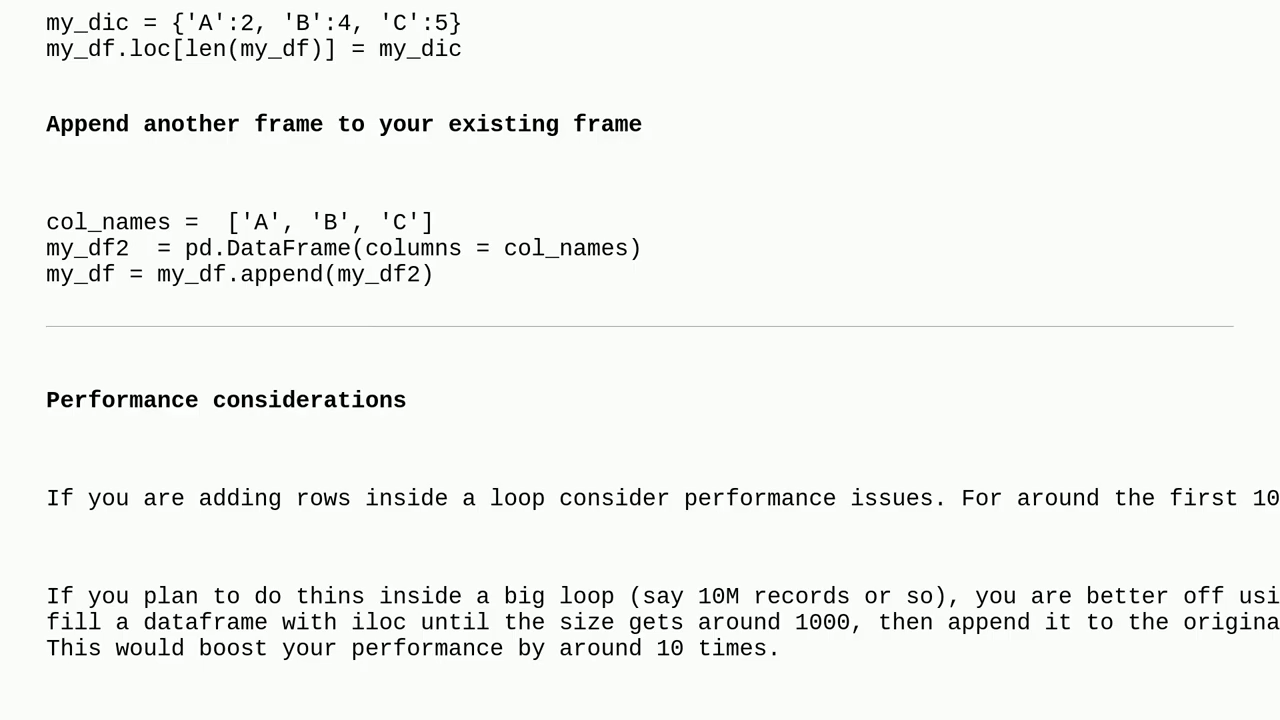 my_dic = {'A':2, 'B':4, 'C':5}
my_df.loc[len(my_df)] = my_dic
Append another frame to your existing frame
col_names =  ['A', 'B', 'C']
my_df2  = pd.DataFrame(columns = col_names)
my_df = my_df.append(my_df2)
Performance considerations
If you are adding rows inside a loop consider performance issues. For around the first 10
If you plan to do thins inside a big loop (say 10M records or so), you are better off usi
fill a dataframe with iloc until the size gets around 1000, then append it to the origina
This would boost your performance by around 10 times.